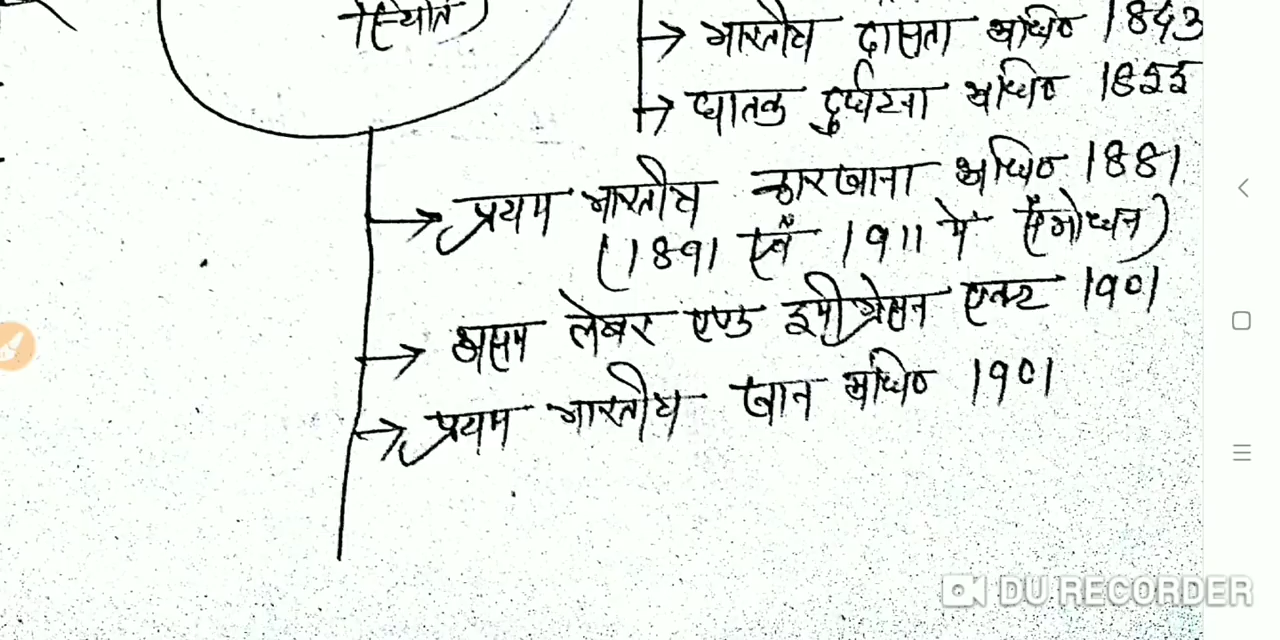 स्थिति)
भारतीय दासता अधि० 1843
घातक दुर्घटना अधि० 1855
प्रथम भारतीय कारखाना अधि० 1881
(1891 एवं 1911 में संशोधन)
असम लेबर एण्ड इमीग्रेसन एक्ट 1901
प्रथम भारतीय खान अधि० 1901
DU RECORDER